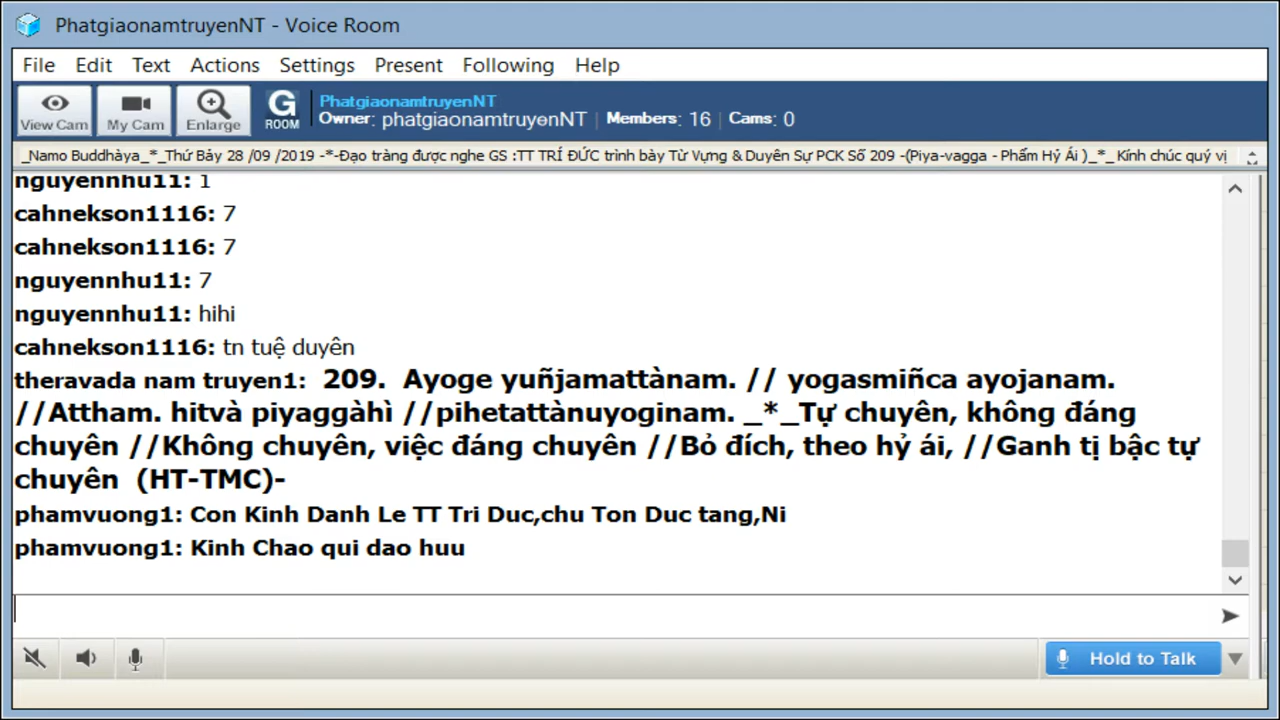 PhatgiaonamtruyenNT - Voice Room
File Edit Text Actions Settings Present Following Help
View Cam My Cam Enlarge G ROOM PhatgiaonamtruyenNT
Owner: phatgiaonamtruyenNT | Members: 16 | Cams: 0
_Namo Buddhàya_*_Thứ Bảy 28 /09 /2019 -*-Đạo tràng được nghe GS :TT TRÍ ĐỨC trình bày Từ Vựng & Duyên Sự PCK Số 209 -(Piya-vagga - Phẩm Hỷ Ái )_*_ Kính chúc quý vị
nguyennhu11: 1
cahnekson1116: 7
cahnekson1116: 7
nguyennhu11: 7
nguyennhu11: hihi
cahnekson1116: tn tuệ duyên
theravada nam truyen1: 209. Ayoge yuñjamattànam. // yogasmiñca ayojanam.
//Attham. hitvà piyaggàhì //pihetattànuyoginam. _*_Tự chuyên, không đáng
chuyên //Không chuyên, việc đáng chuyên //Bỏ đích, theo hỷ ái, //Ganh tị bậc tự
chuyên (HT-TMC)-
phamvuong1: Con Kinh Danh Le TT Tri Duc,chu Ton Duc tang,Ni
phamvuong1: Kinh Chao qui dao huu
Hold to Talk